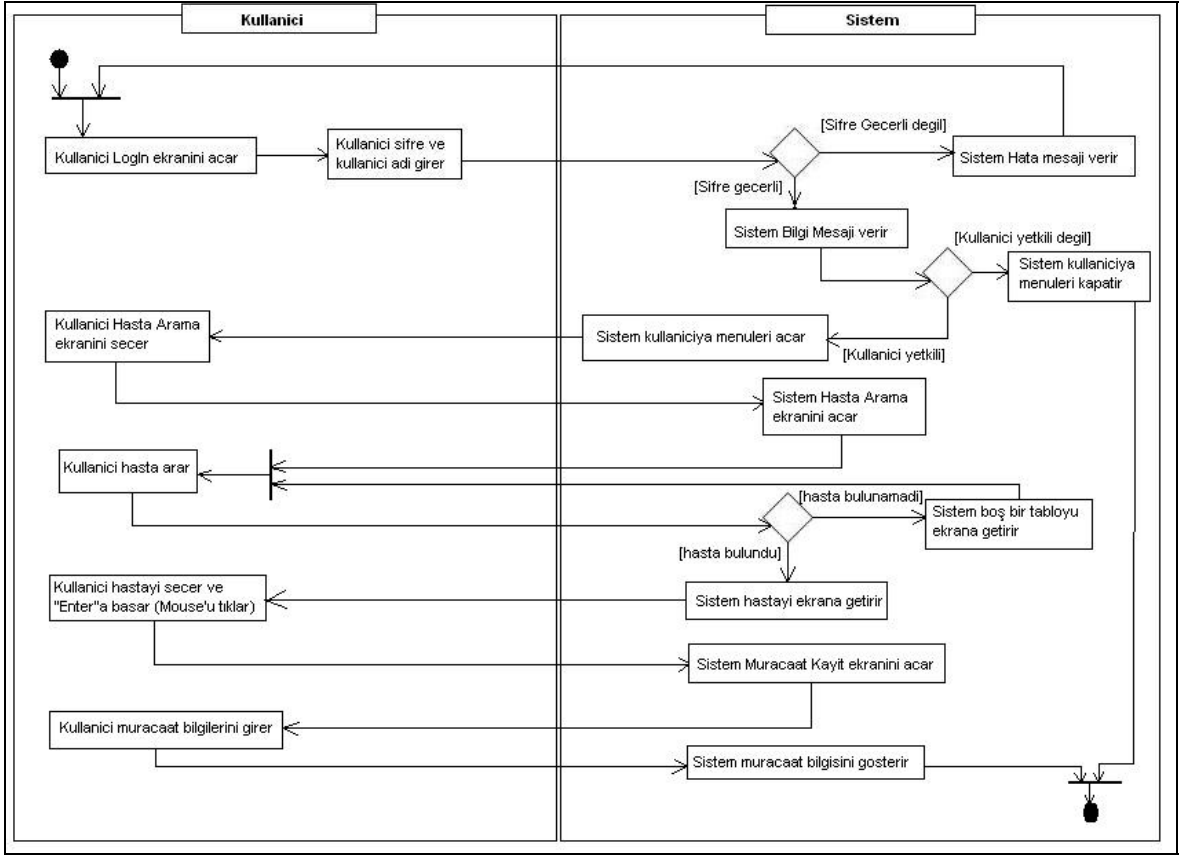 Kullanici
Sistem
[Sifre Gecerli degil]
Kullanici LogIn ekranini acar
Kullanici sifre ve
kullanici adi girer
Sistem Hata mesaji verir
[Sifre gecerli]
Sistem Bilgi Mesaji verir
[Kullanici yetkili degil]
Sistem kullaniciya
menuleri kapatir
Kullanici Hasta Arama
ekranini secer
Sistem kullaniciya menuleri acar
[Kullanici yetkili]
Sistem Hasta Arama
ekranini acar
Kullanici hasta arar
[hasta bulunamadi]
Sistem boş bir tabloyu
ekrana getirir
[hasta bulundu]
Kullanici hastayi secer ve
"Enter"a basar (Mouse'u tıklar)
Sistem hastayi ekrana getirir
Sistem Muracaat Kayit ekranini acar
Kullanici muracaat bilgilerini girer
Sistem muracaat bilgisini gosterir